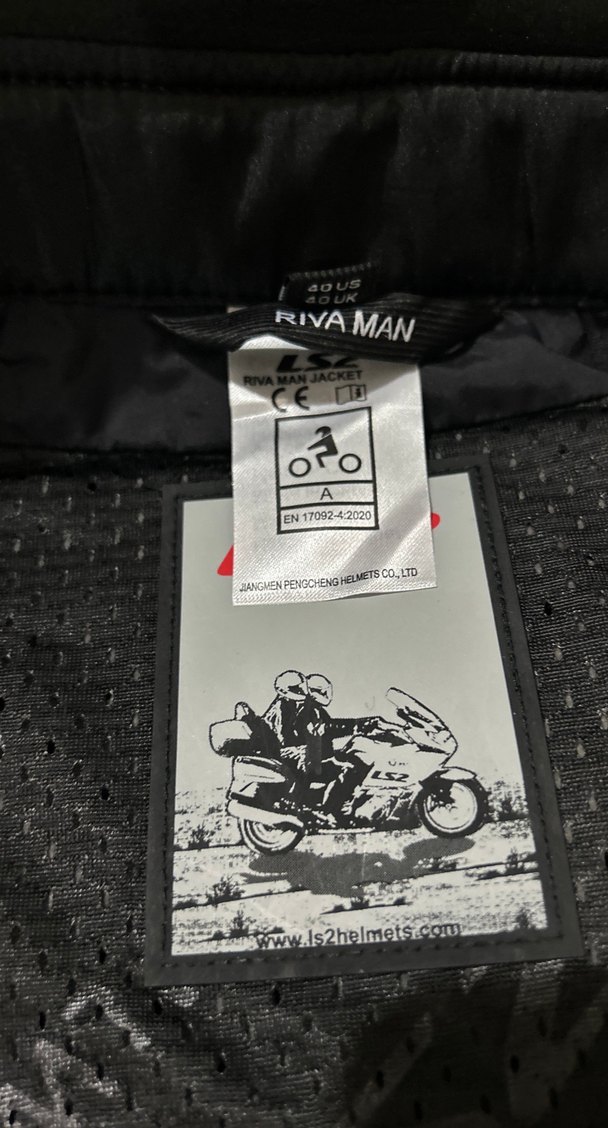 40 US
40 UK
RIVA MAN
LS2
RIVA MAN JACKET
CE
A
EN 17092-4:2020
JIANGMEN PENGCHENG HELMETS CO., LTD
LS2
www.ls2helmets.com